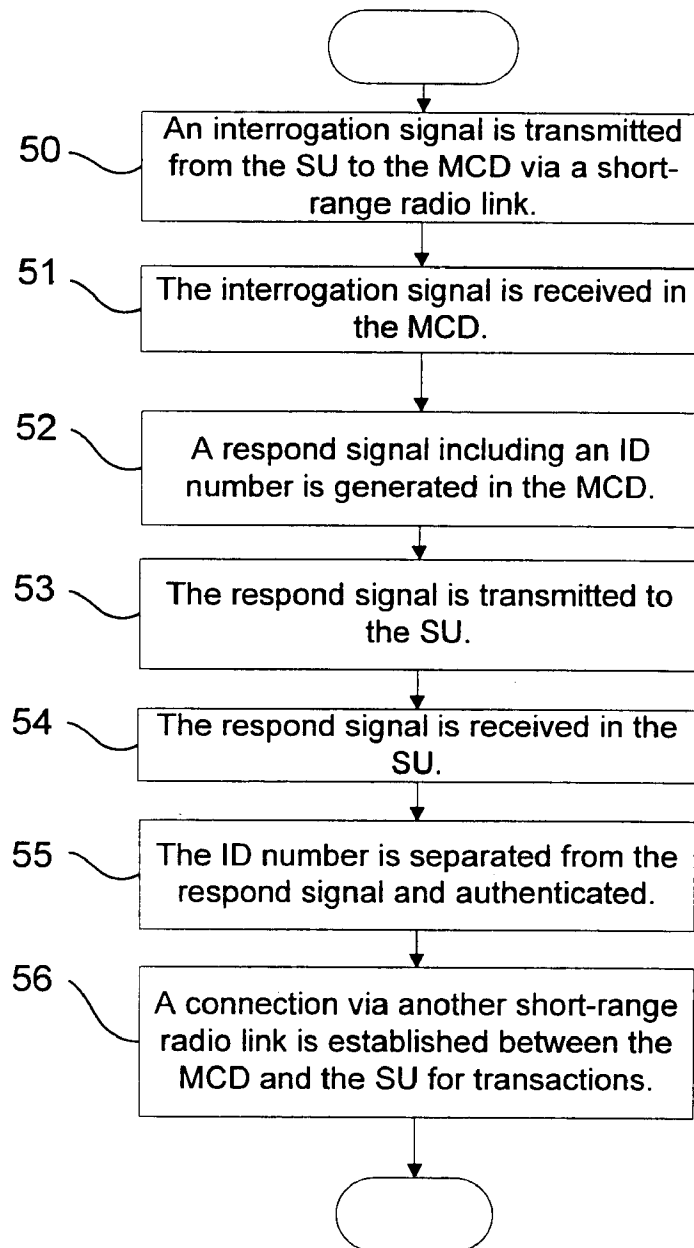 50
An interrogation signal is transmitted
from the SU to the MCD via a short-
range radio link.
51
The interrogation signal is received in
the MCD.
52
A respond signal including an ID
number is generated in the MCD.
53
The respond signal is transmitted to
the SU.
54
The respond signal is received in the
SU.
55
The ID number is separated from the
respond signal and authenticated.
56
A connection via another short-range
radio link is established between the
MCD and the SU for transactions.